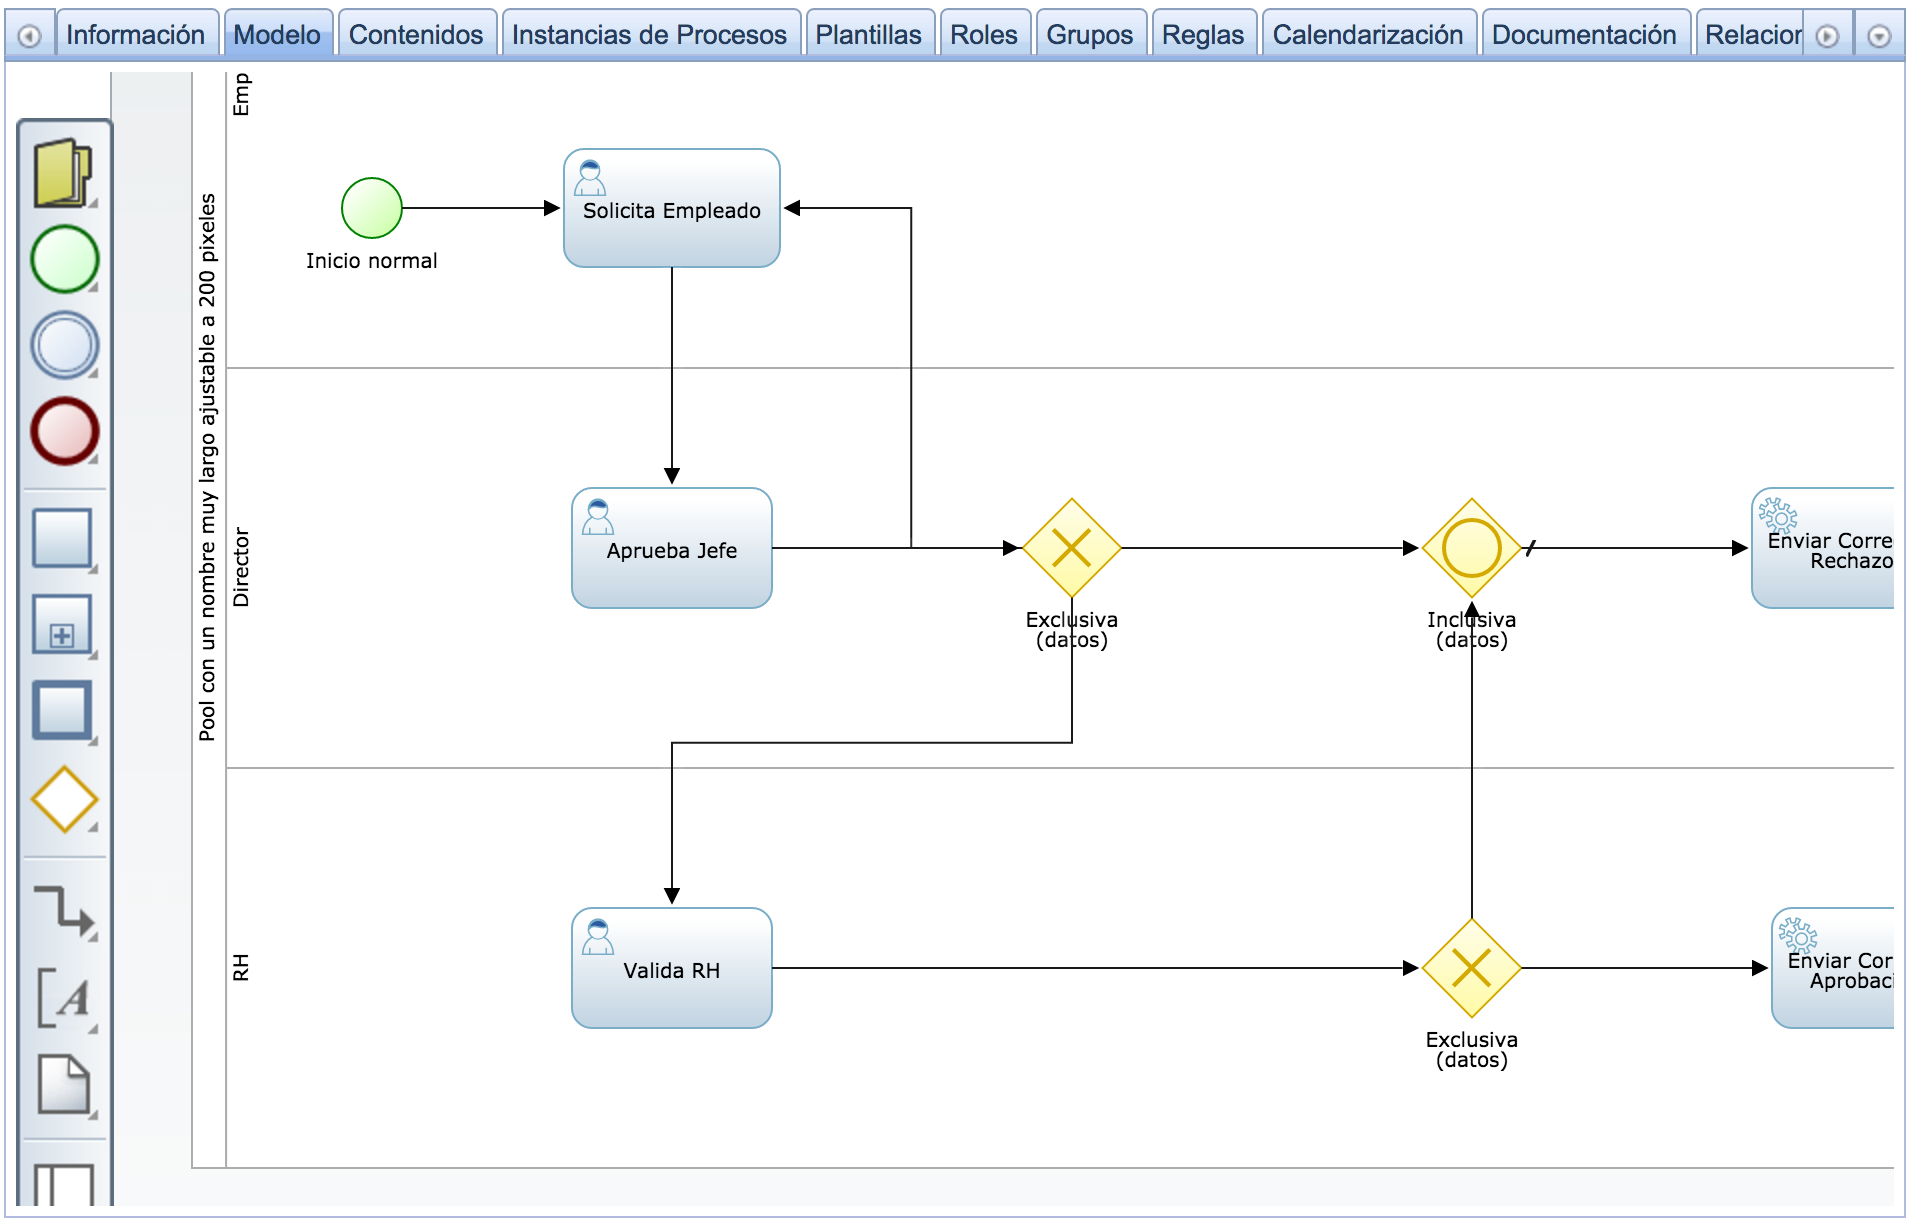 Información Modelo Contenidos Instancias de Procesos Plantillas Roles Grupos Reglas Calendarización Documentación Relacior
Pool con un nombre muy largo ajustable a 200 pixeles
Emp
Solicita Empleado
Inicio normal
Director
Aprueba Jefe
Exclusiva
(datos)
Inclusiva
(datos)
Enviar Corre
Rechazo
RH
Valida RH
Exclusiva
(datos)
Enviar Cor
Aprobaci
A